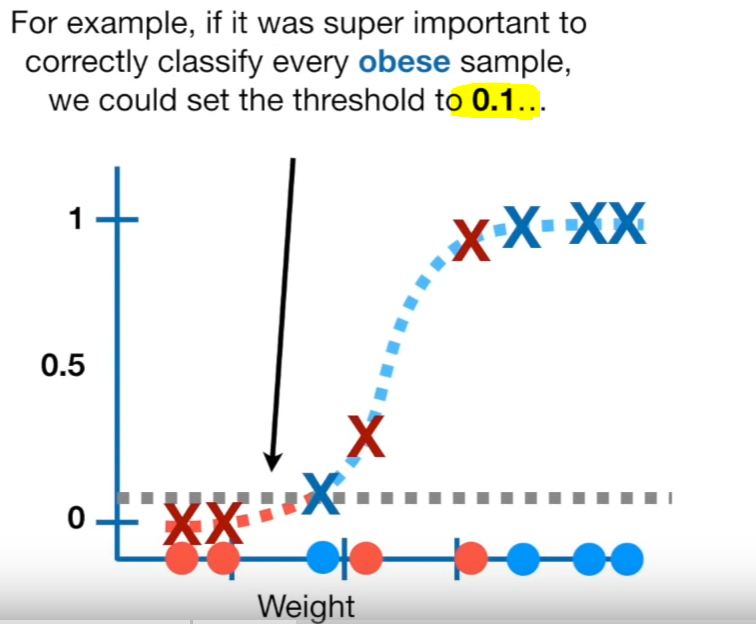 For example, if it was super important to
correctly classify every obese sample,
we could set the threshold to 0.1…
1
0.5
0
Weight